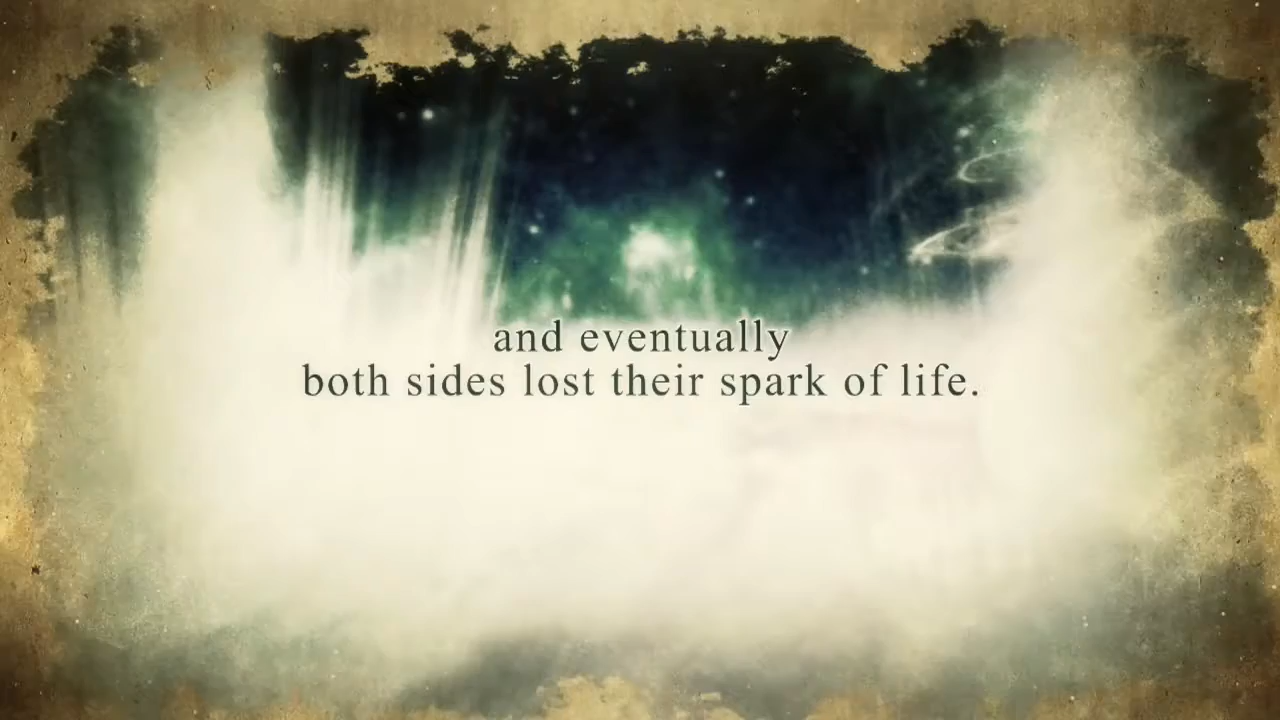 and eventually
both sides lost their spark of life.